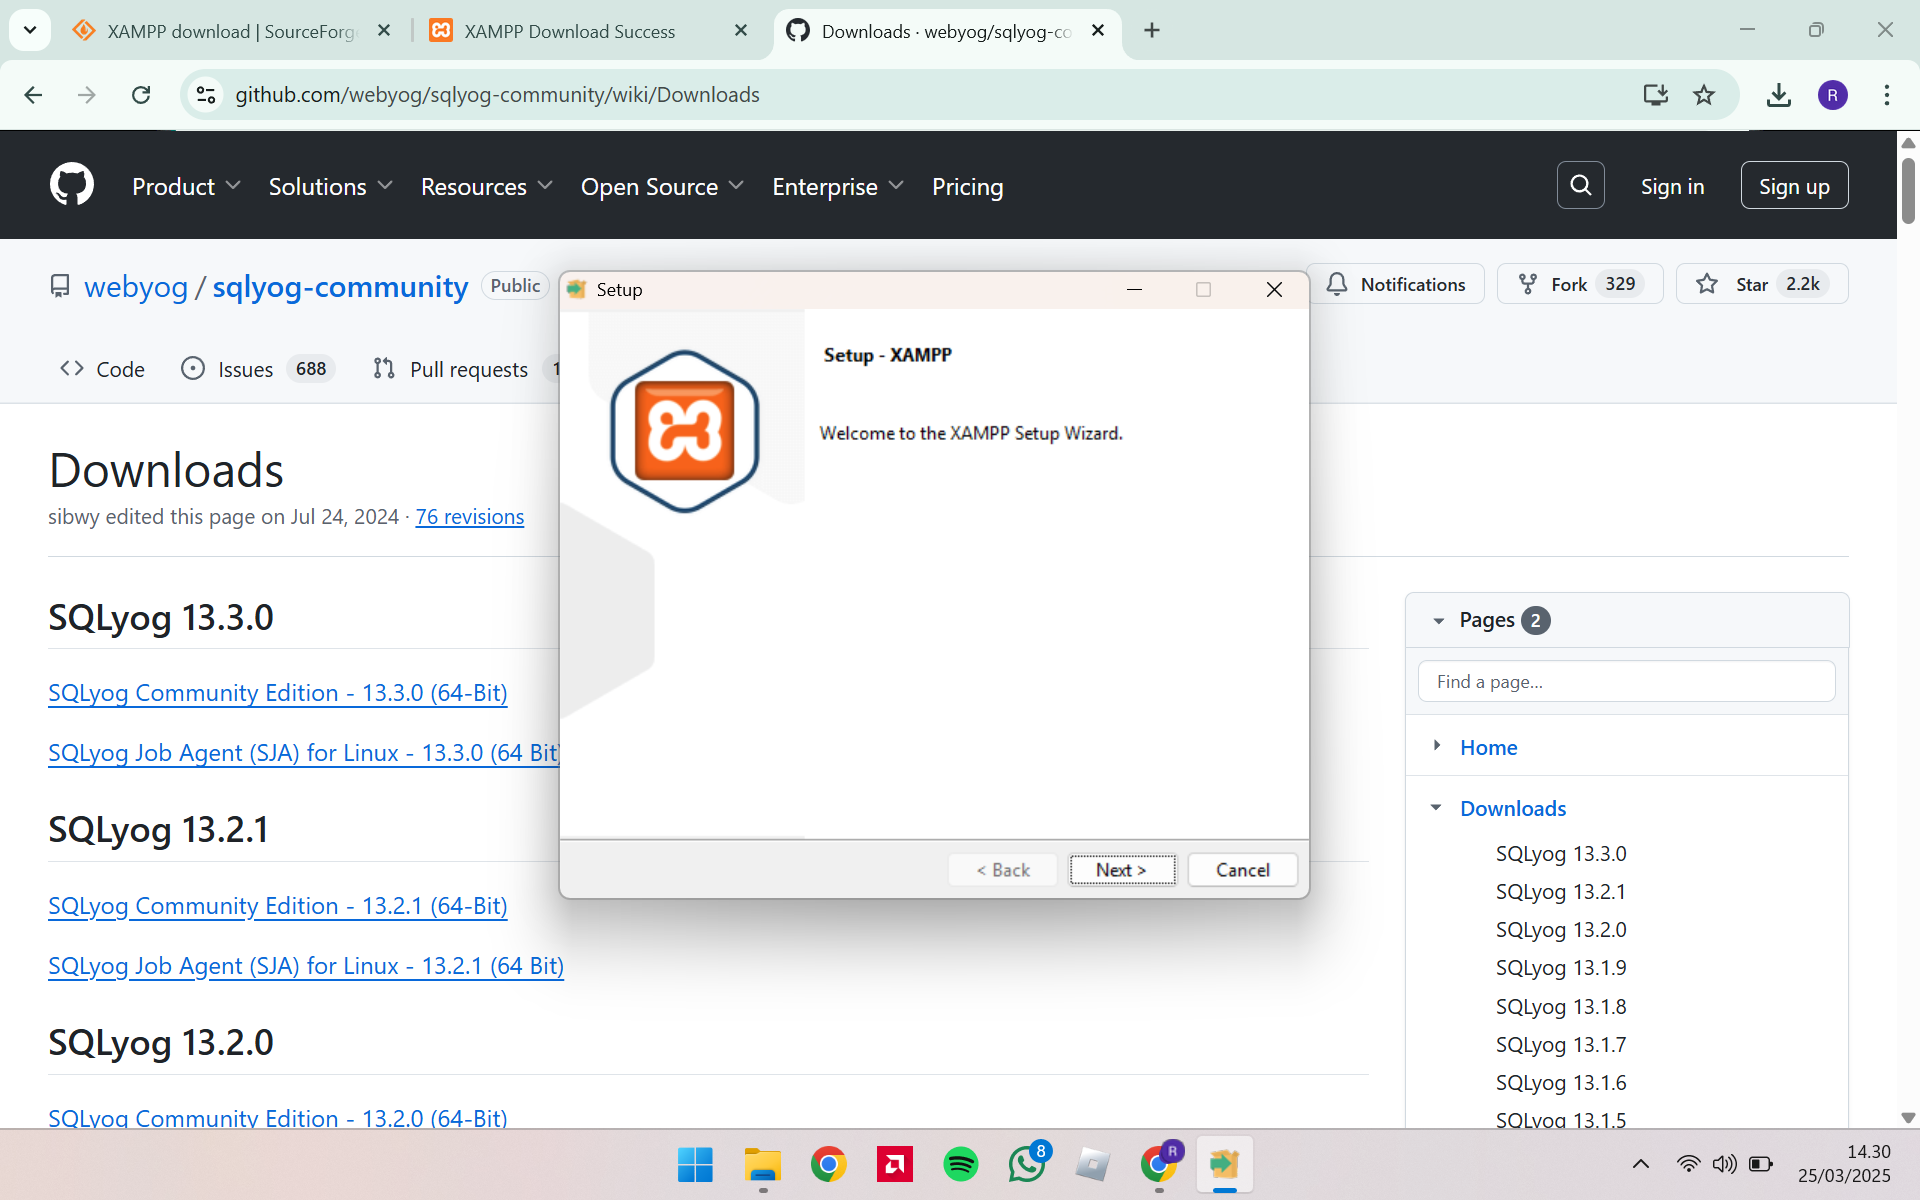 XAMPP download | SourceForge
XAMPP Download Success
Downloads · webyog/sqlyog-co
github.com/webyog/sqlyog-community/wiki/Downloads
R
Product
Solutions
Resources
Open Source
Enterprise
Pricing
Sign in
Sign up
webyog / sqlyog-community
Public
Notifications
Fork 329
Star 2.2k
Code
Issues 688
Pull requests 1
Setup
Setup - XAMPP
Welcome to the XAMPP Setup Wizard.
< Back
Next >
Cancel
Downloads
sibwy edited this page on Jul 24, 2024 · 76 revisions
SQLyog 13.3.0
SQLyog Community Edition - 13.3.0 (64-Bit)
SQLyog Job Agent (SJA) for Linux - 13.3.0 (64 Bit)
SQLyog 13.2.1
SQLyog Community Edition - 13.2.1 (64-Bit)
SQLyog Job Agent (SJA) for Linux - 13.2.1 (64 Bit)
SQLyog 13.2.0
SQLyog Community Edition - 13.2.0 (64-Bit)
Pages 2
Find a page...
Home
Downloads
SQLyog 13.3.0
SQLyog 13.2.1
SQLyog 13.2.0
SQLyog 13.1.9
SQLyog 13.1.8
SQLyog 13.1.7
SQLyog 13.1.6
SQLyog 13.1.5
8
R
14.30
25/03/2025